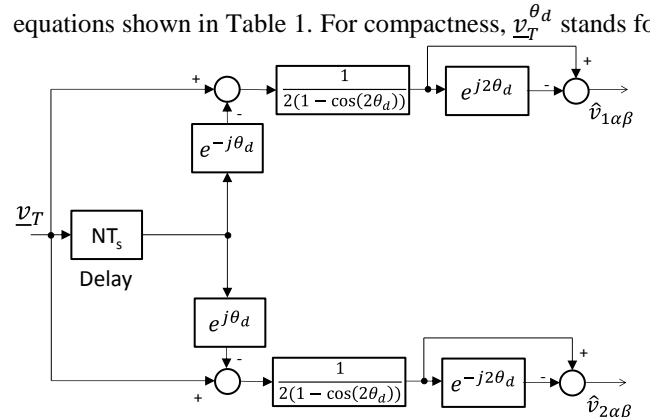 equations shown in Table 1. For compactness, v_T^{θ_d} stands fo
+
-
1
2(1 − cos(2θ_d))
e^{j2θ_d}
+
-
v̂_{1αβ}
e^{-jθ_d}
v_T
NT_s
Delay
e^{jθ_d}
-
+
1
2(1 − cos(2θ_d))
e^{-j2θ_d}
+
-
v̂_{2αβ}